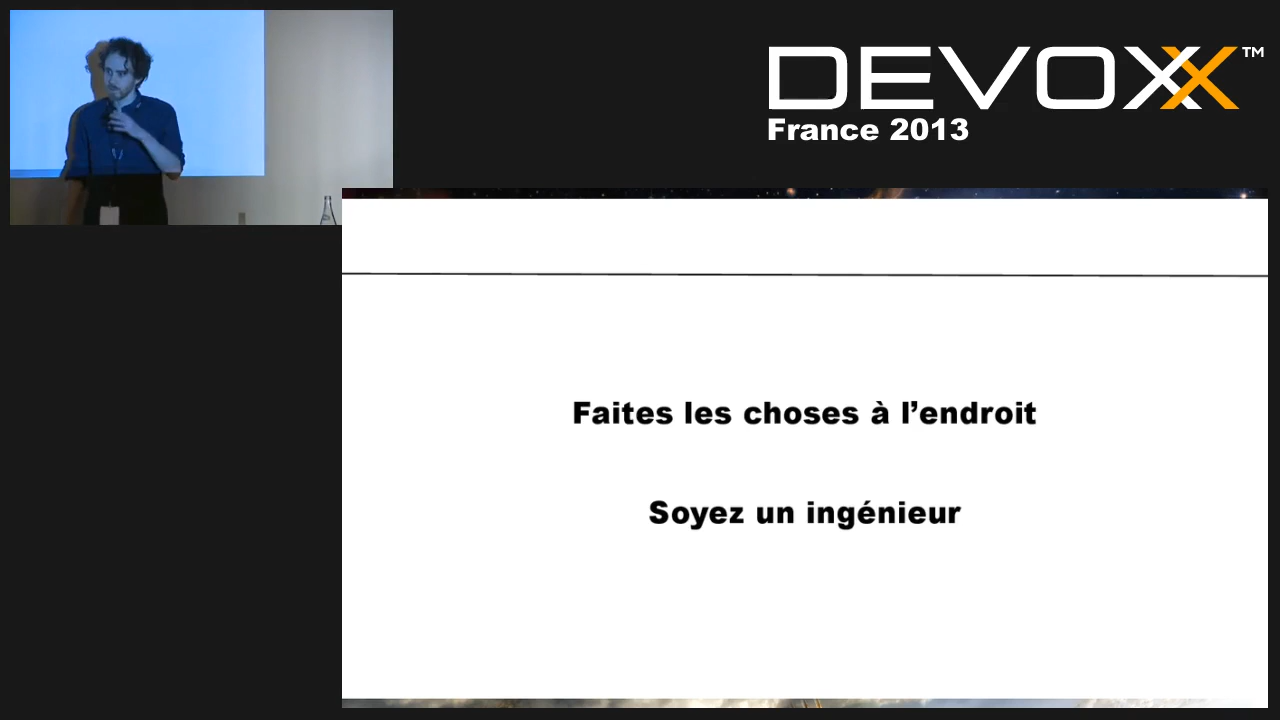 DEVOXX™
France 2013
Faites les choses à l’endroit
Soyez un ingénieur